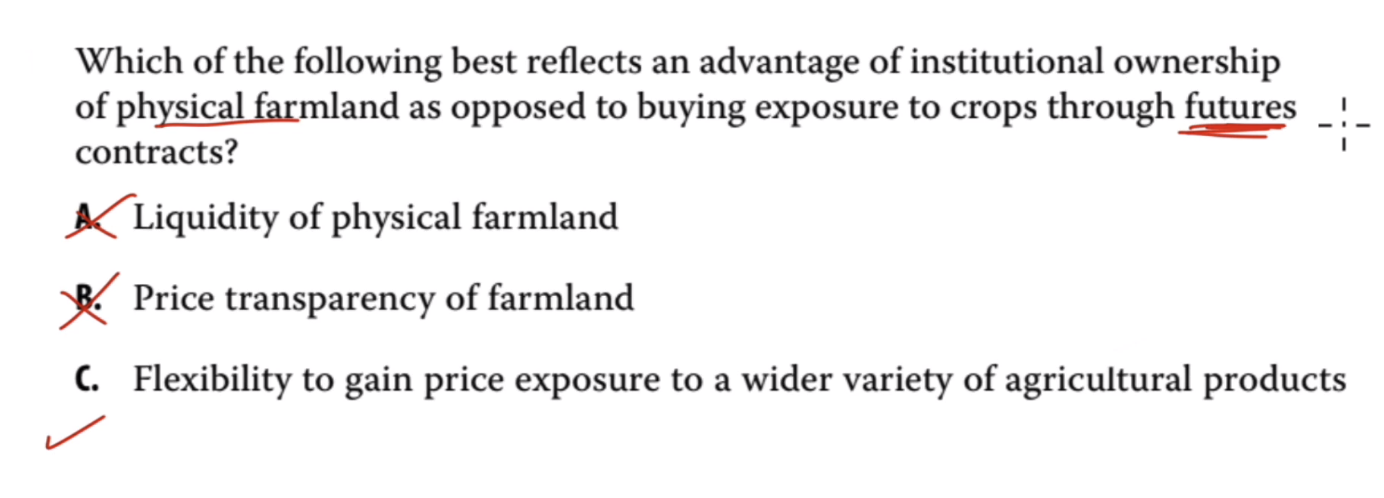 Which of the following best reflects an advantage of institutional ownership
of physical farmland as opposed to buying exposure to crops through futures
contracts?
A. Liquidity of physical farmland
B. Price transparency of farmland
C. Flexibility to gain price exposure to a wider variety of agricultural products